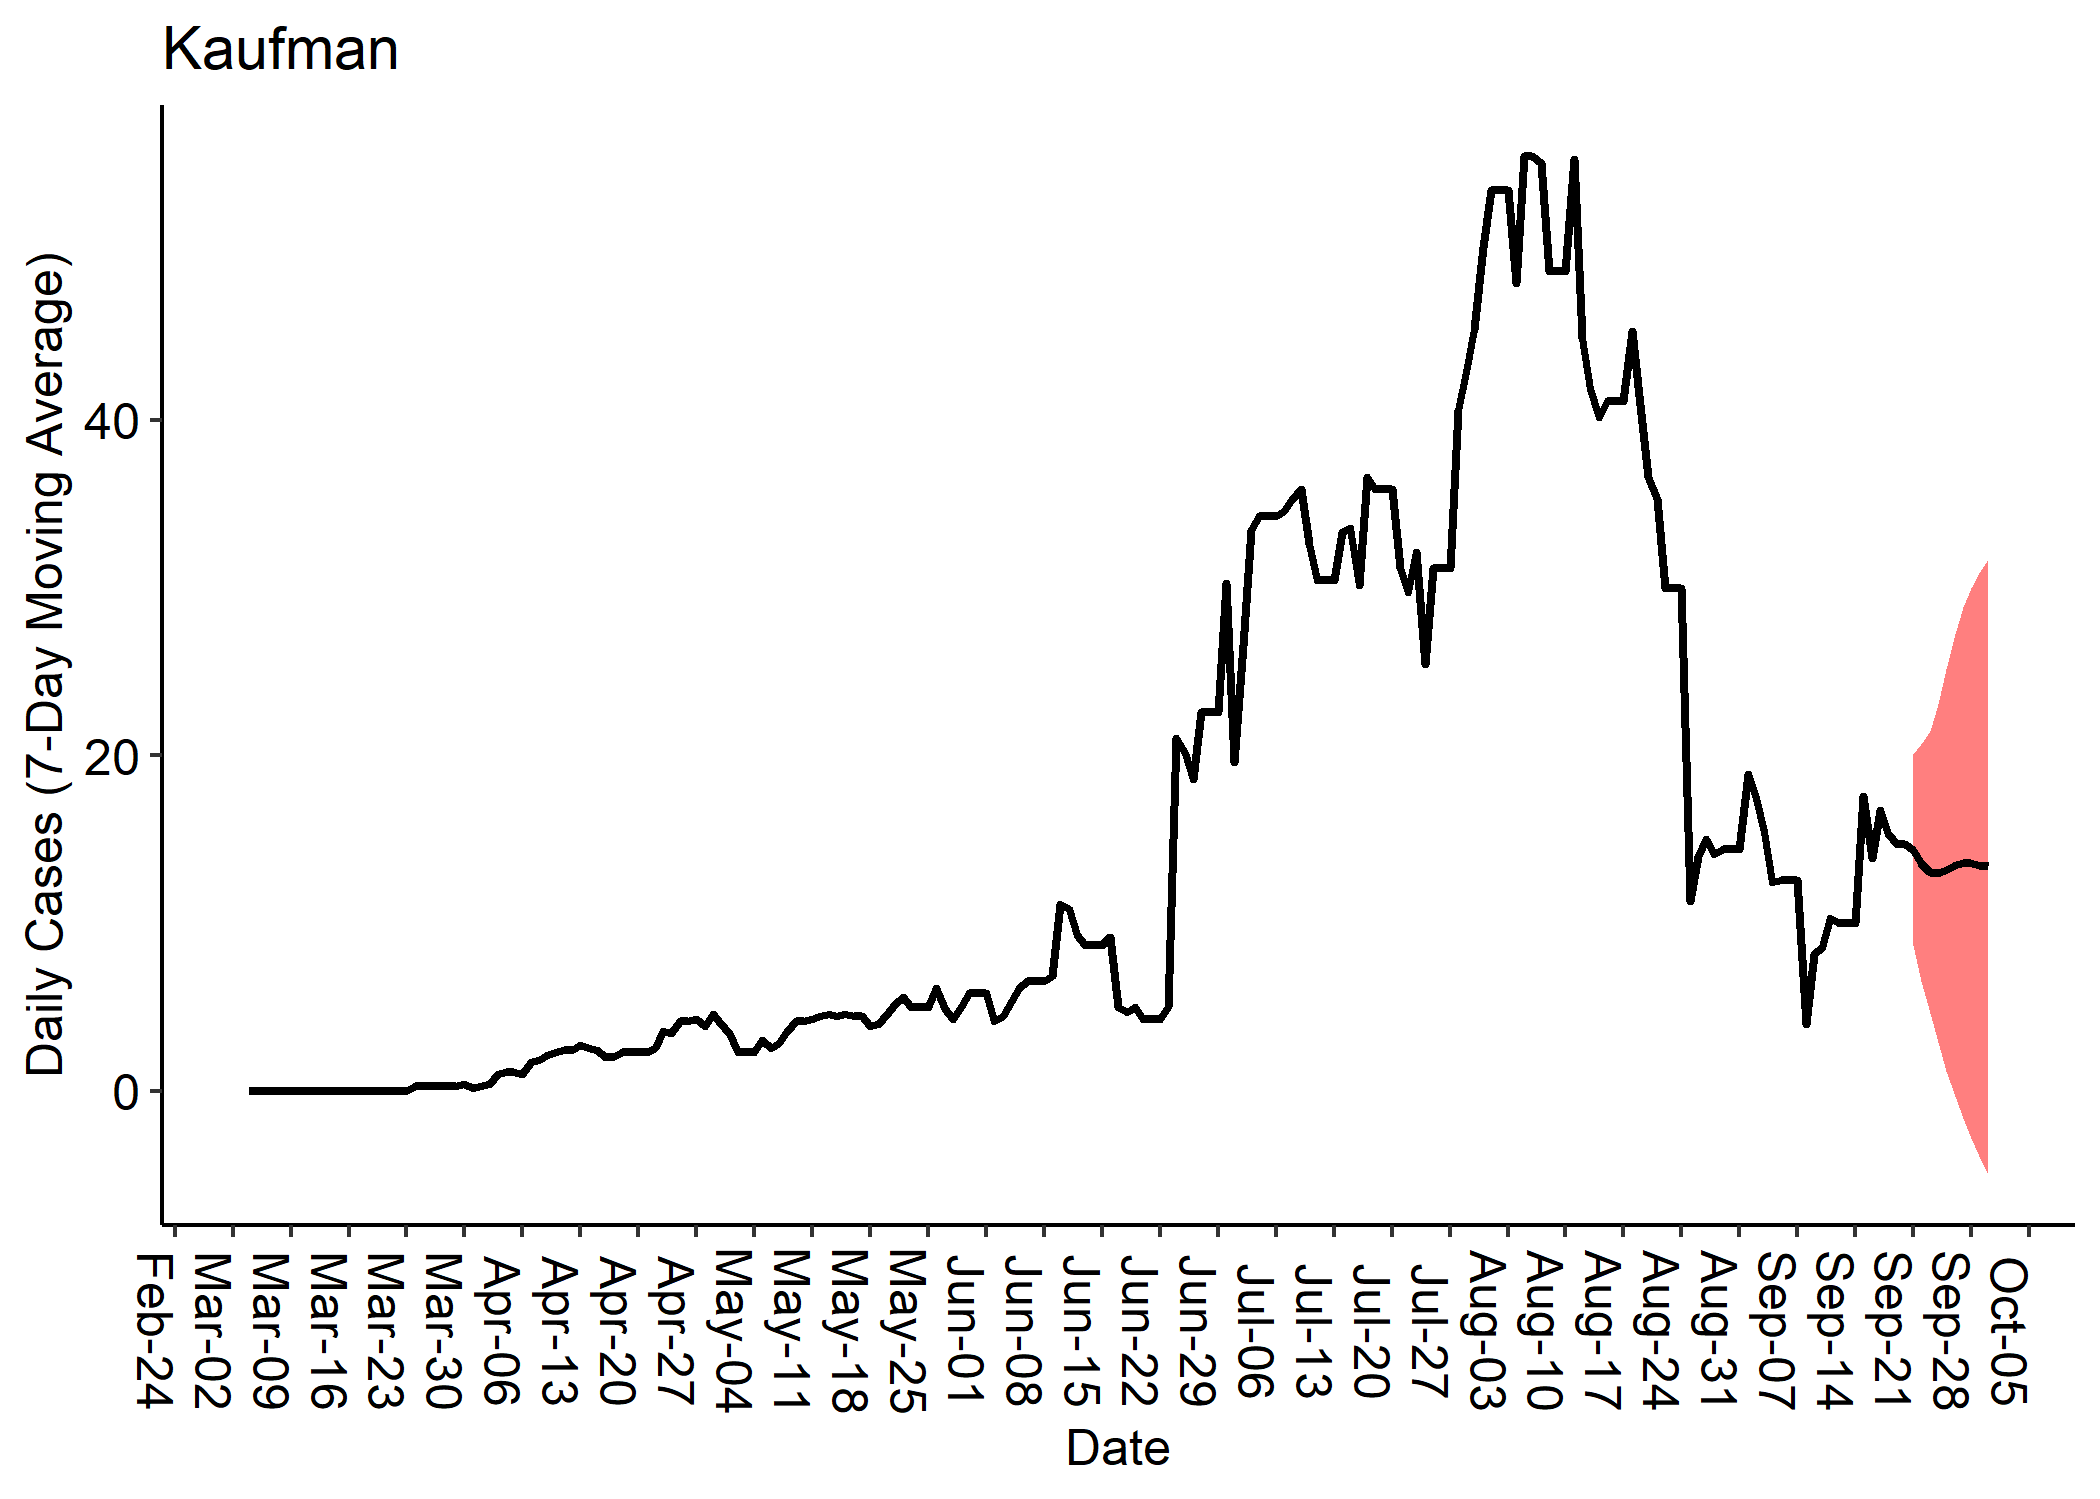 Kaufman
Daily Cases (7-Day Moving Average)
40
20
0
Feb-24
Mar-02
Mar-09
Mar-16
Mar-23
Mar-30
Apr-06
Apr-13
Apr-20
Apr-27
May-04
May-11
May-18
May-25
Jun-01
Jun-08
Jun-15
Jun-22
Jun-29
Jul-06
Jul-13
Jul-20
Jul-27
Aug-03
Aug-10
Aug-17
Aug-24
Aug-31
Sep-07
Sep-14
Sep-21
Sep-28
Oct-05
Date